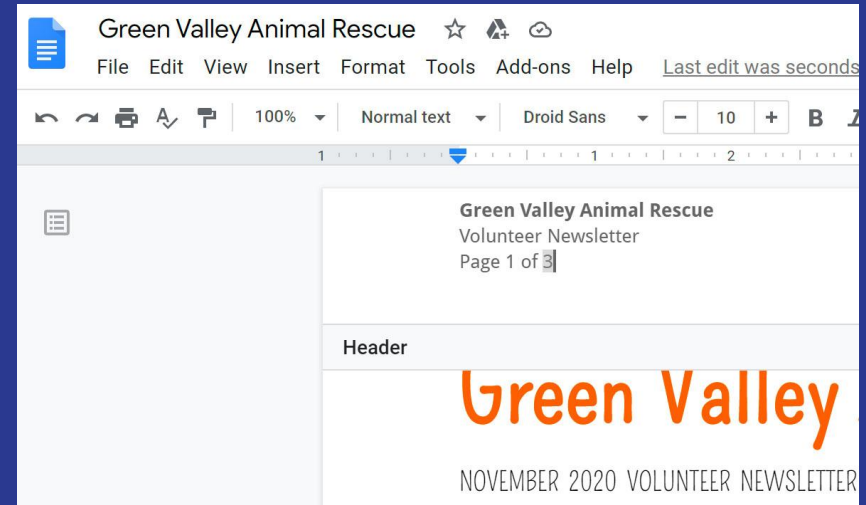 Green Valley Animal Rescue
File Edit View Insert Format Tools Add-ons Help Last edit was seconds
100% Normal text Droid Sans − 10 + B I
1 1 2
Green Valley Animal Rescue
Volunteer Newsletter
Page 1 of 3
Header
Green Valley
NOVEMBER 2020 VOLUNTEER NEWSLETTER